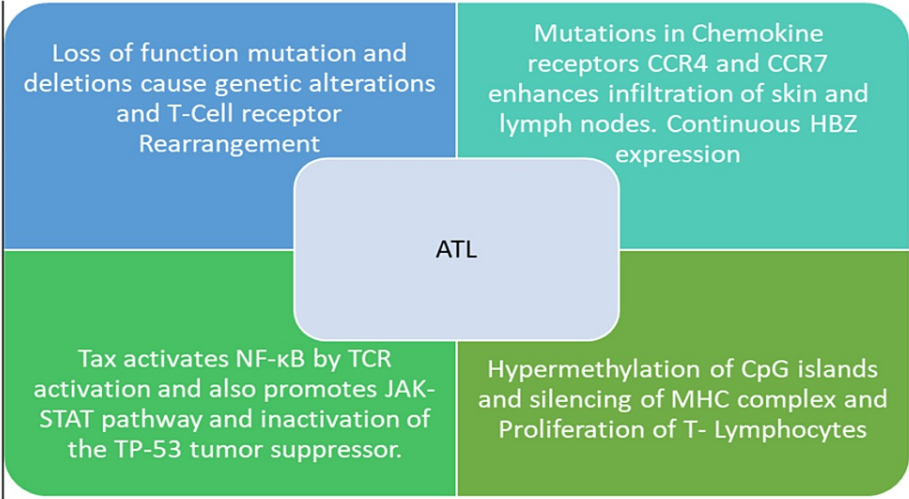 Loss of function mutation and
deletions cause genetic alterations
and T-Cell receptor
Rearrangement
Mutations in Chemokine
receptors CCR4 and CCR7
enhances infiltration of skin and
lymph nodes. Continuous HBZ
expression
ATL
Tax activates NF-κB by TCR
activation and also promotes JAK-
STAT pathway and inactivation of
the TP-53 tumor suppressor.
Hypermethylation of CpG islands
and silencing of MHC complex and
Proliferation of T- Lymphocytes